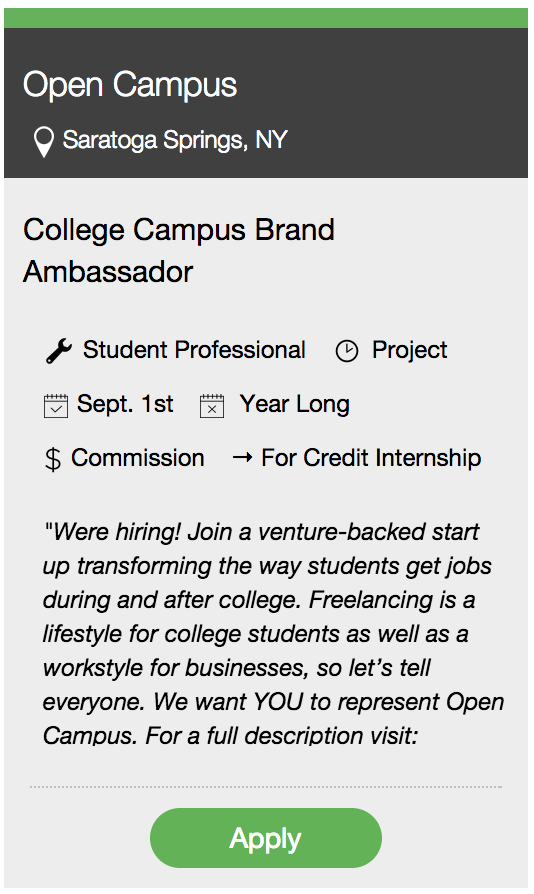 Open Campus
Saratoga Springs, NY
College Campus Brand
Ambassador
Student Professional Project
Sept. 1st Year Long
$ Commission → For Credit Internship
"Were hiring! Join a venture-backed start
up transforming the way students get jobs
during and after college. Freelancing is a
lifestyle for college students as well as a
workstyle for businesses, so let’s tell
everyone. We want YOU to represent Open
Campus. For a full description visit:
Apply